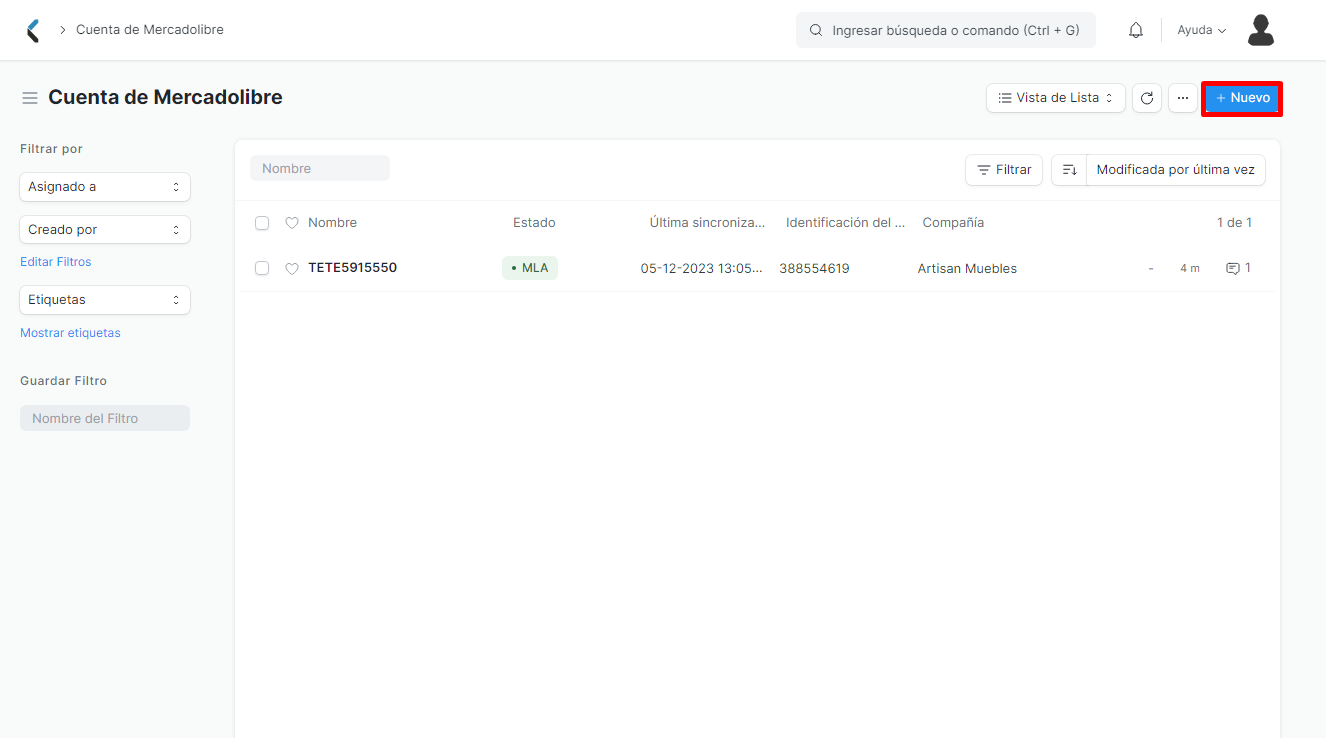 Cuenta de Mercadolibre
Ingresar búsqueda o comando (Ctrl + G)
Ayuda
Cuenta de Mercadolibre
Vista de Lista
+ Nuevo
Filtrar por
Asignado a
Creado por
Editar Filtros
Etiquetas
Mostrar etiquetas
Guardar Filtro
Nombre del Filtro
Nombre
Filtrar
Modificada por última vez
Nombre Estado Última sincroniza... Identificación del ... Compañía 1 de 1
TETE5915550 MLA 05-12-2023 13:05... 388554619 Artisan Muebles - 4 m 1